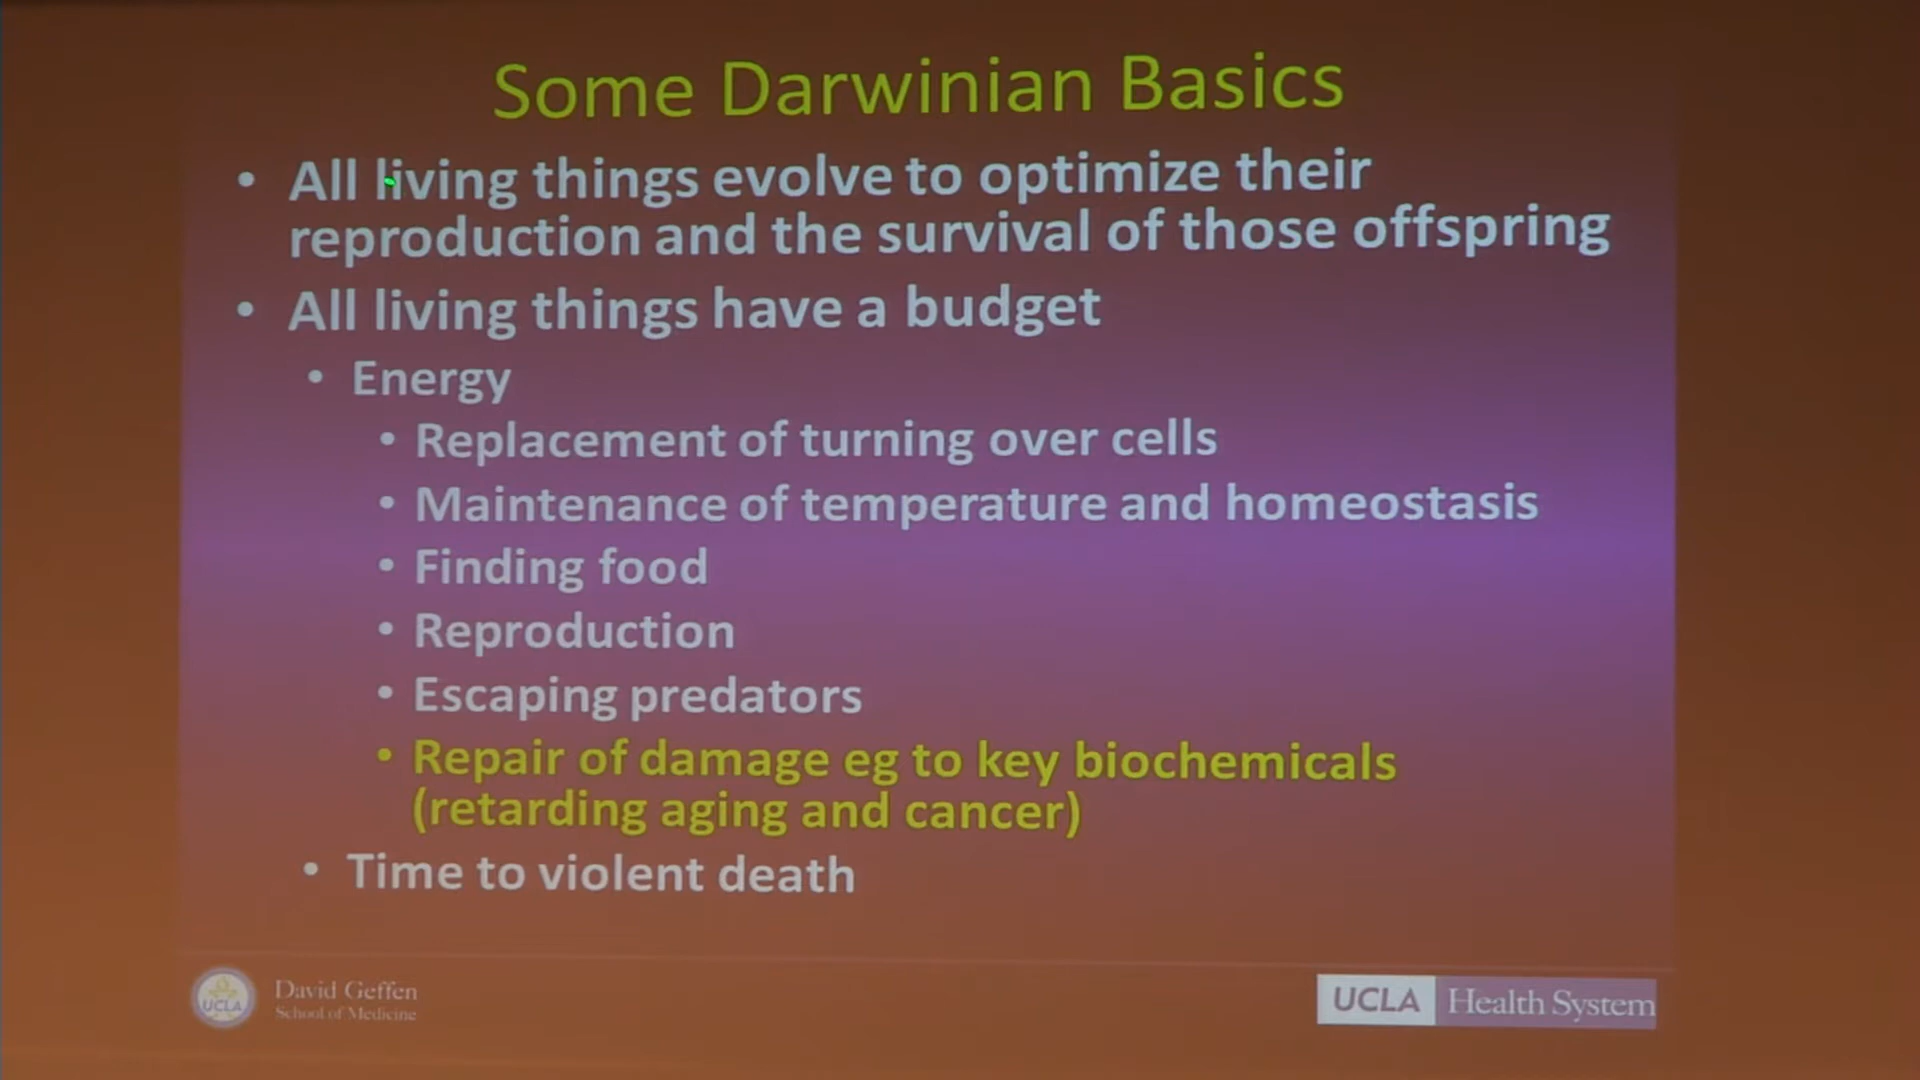 Some Darwinian Basics
• All living things evolve to optimize their
reproduction and the survival of those offspring
• All living things have a budget
• Energy
• Replacement of turning over cells
• Maintenance of temperature and homeostasis
• Finding food
• Reproduction
• Escaping predators
• Repair of damage eg to key biochemicals
(retarding aging and cancer)
• Time to violent death
UCLA
David Geffen
School of Medicine
UCLA Health System